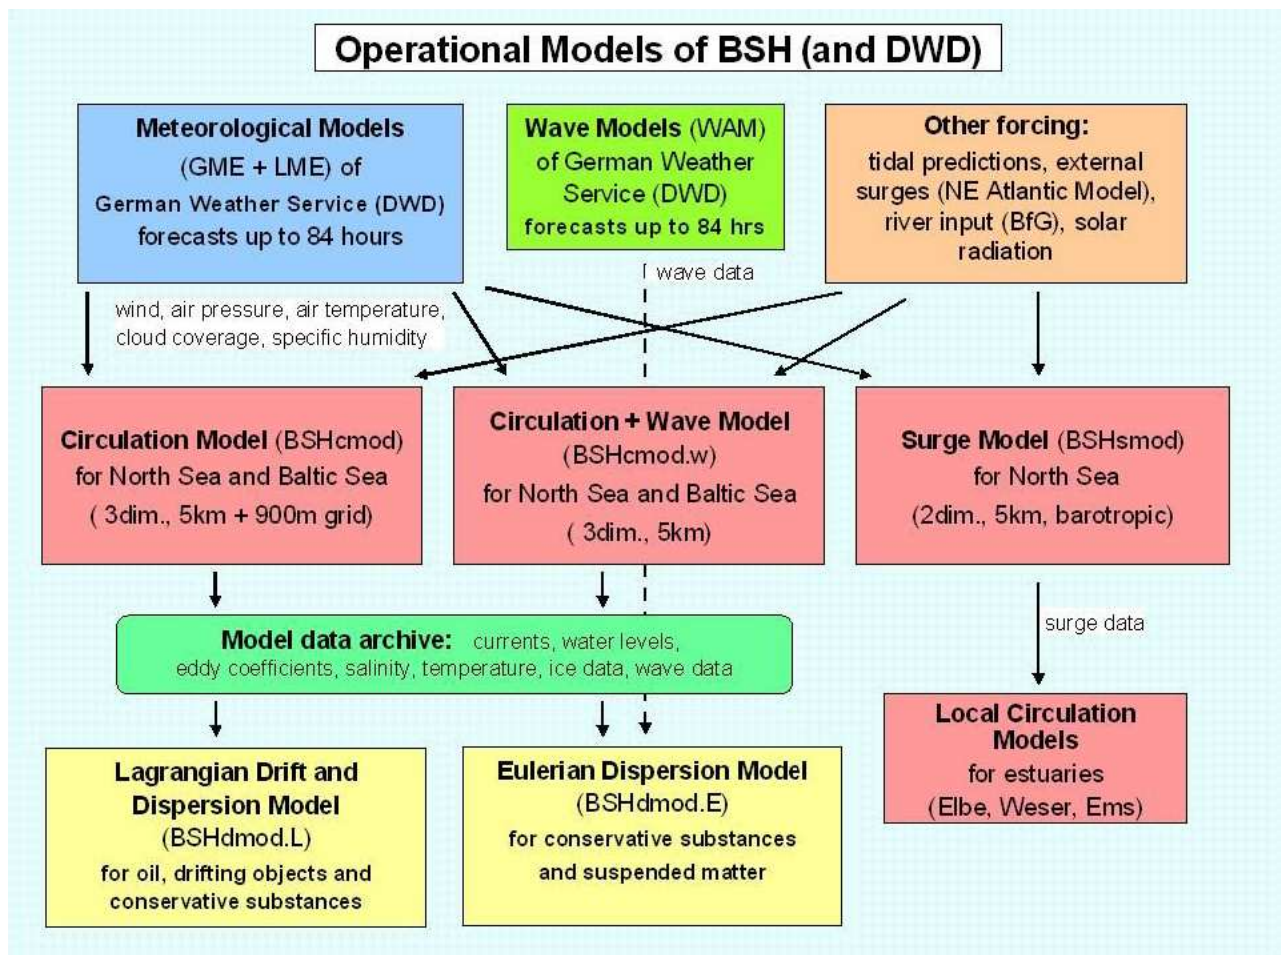 Operational Models of BSH (and DWD)
Meteorological Models
(GME + LME) of
German Weather Service (DWD)
forecasts up to 84 hours
Wave Models (WAM)
of German Weather
Service (DWD)
forecasts up to 84 hrs
Other forcing:
tidal predictions, external
surges (NE Atlantic Model),
river input (BfG), solar
radiation
wave data
wind, air pressure, air temperature,
cloud coverage, specific humidity
Circulation Model (BSHcmod)
for North Sea and Baltic Sea
( 3dim., 5km + 900m grid)
Circulation + Wave Model
(BSHcmod.w)
for North Sea and Baltic Sea
( 3dim., 5km)
Surge Model (BSHsmod)
for North Sea
(2dim., 5km, barotropic)
Model data archive: currents, water levels,
eddy coefficients, salinity, temperature, ice data, wave data
surge data
Lagrangian Drift and
Dispersion Model
(BSHdmod.L)
for oil, drifting objects and
conservative substances
Eulerian Dispersion Model
(BSHdmod.E)
for conservative substances
and suspended matter
Local Circulation
Models
for estuaries
(Elbe, Weser, Ems)